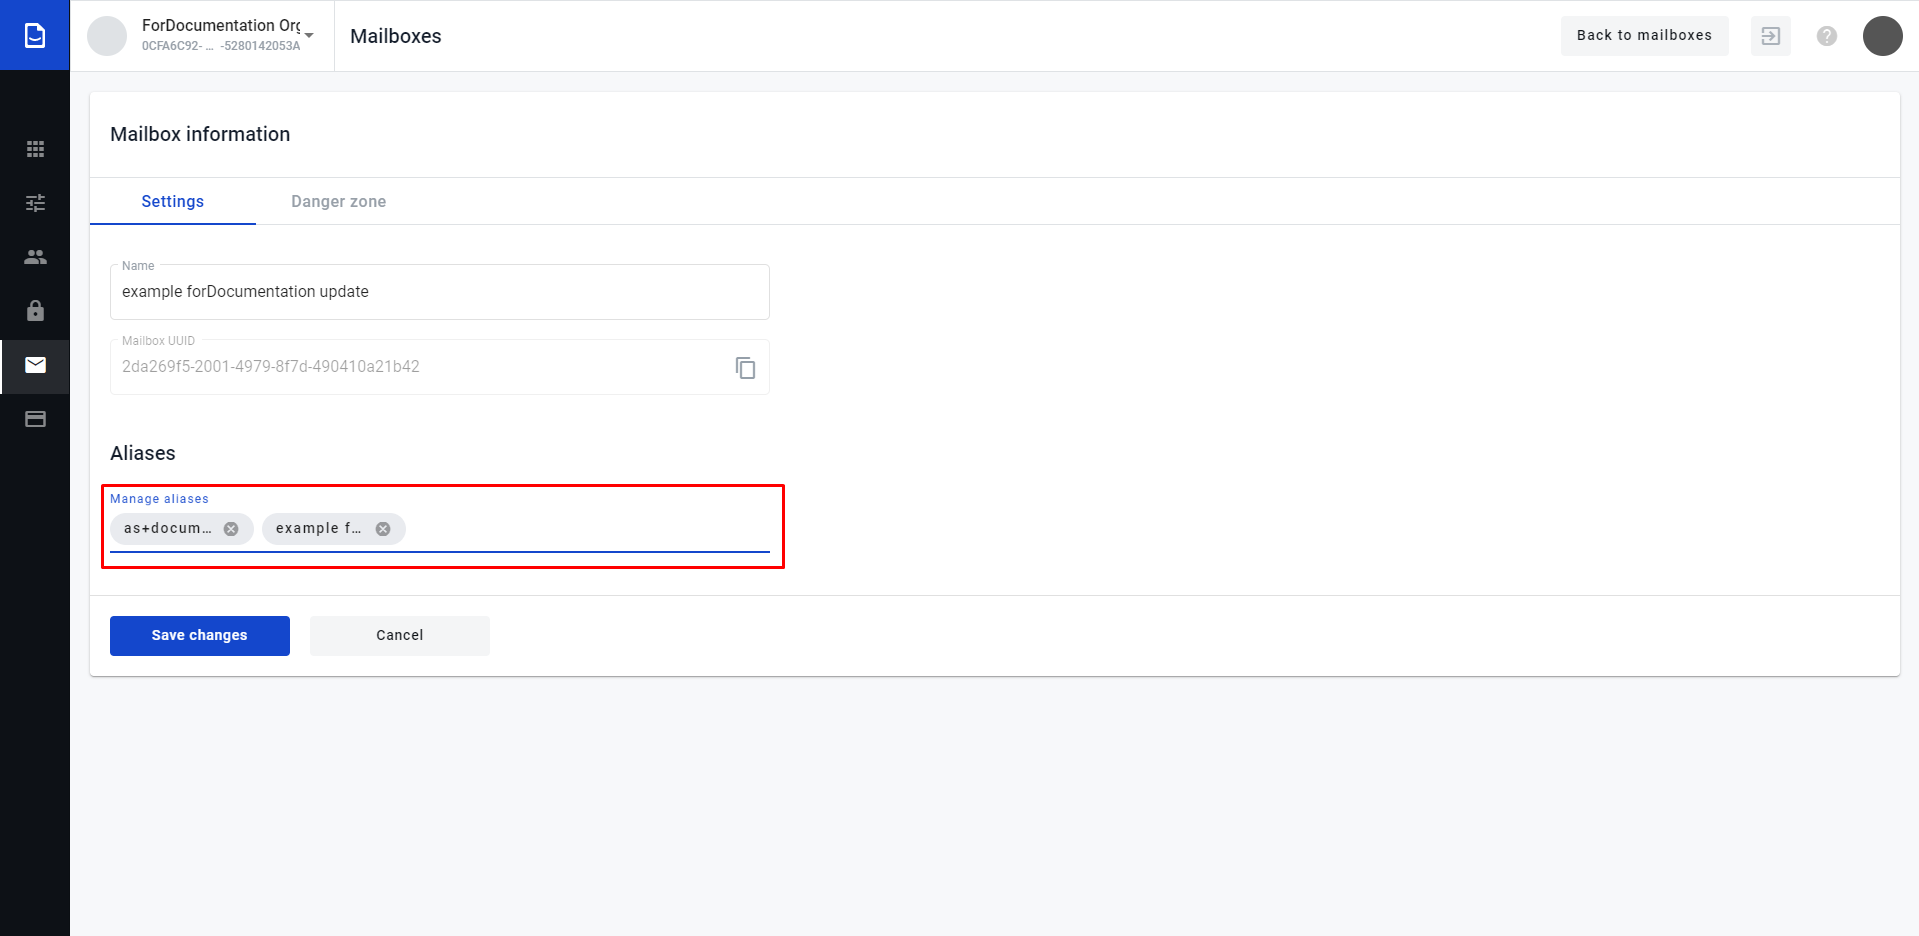 ForDocumentation Org
0CFA6C92- ... -5280142053A
Mailboxes
Back to mailboxes
Mailbox information
Settings
Danger zone
Name
example forDocumentation update
Mailbox UUID
2da269f5-2001-4979-8f7d-490410a21b42
Aliases
Manage aliases
as+docum...
example f...
Save changes
Cancel